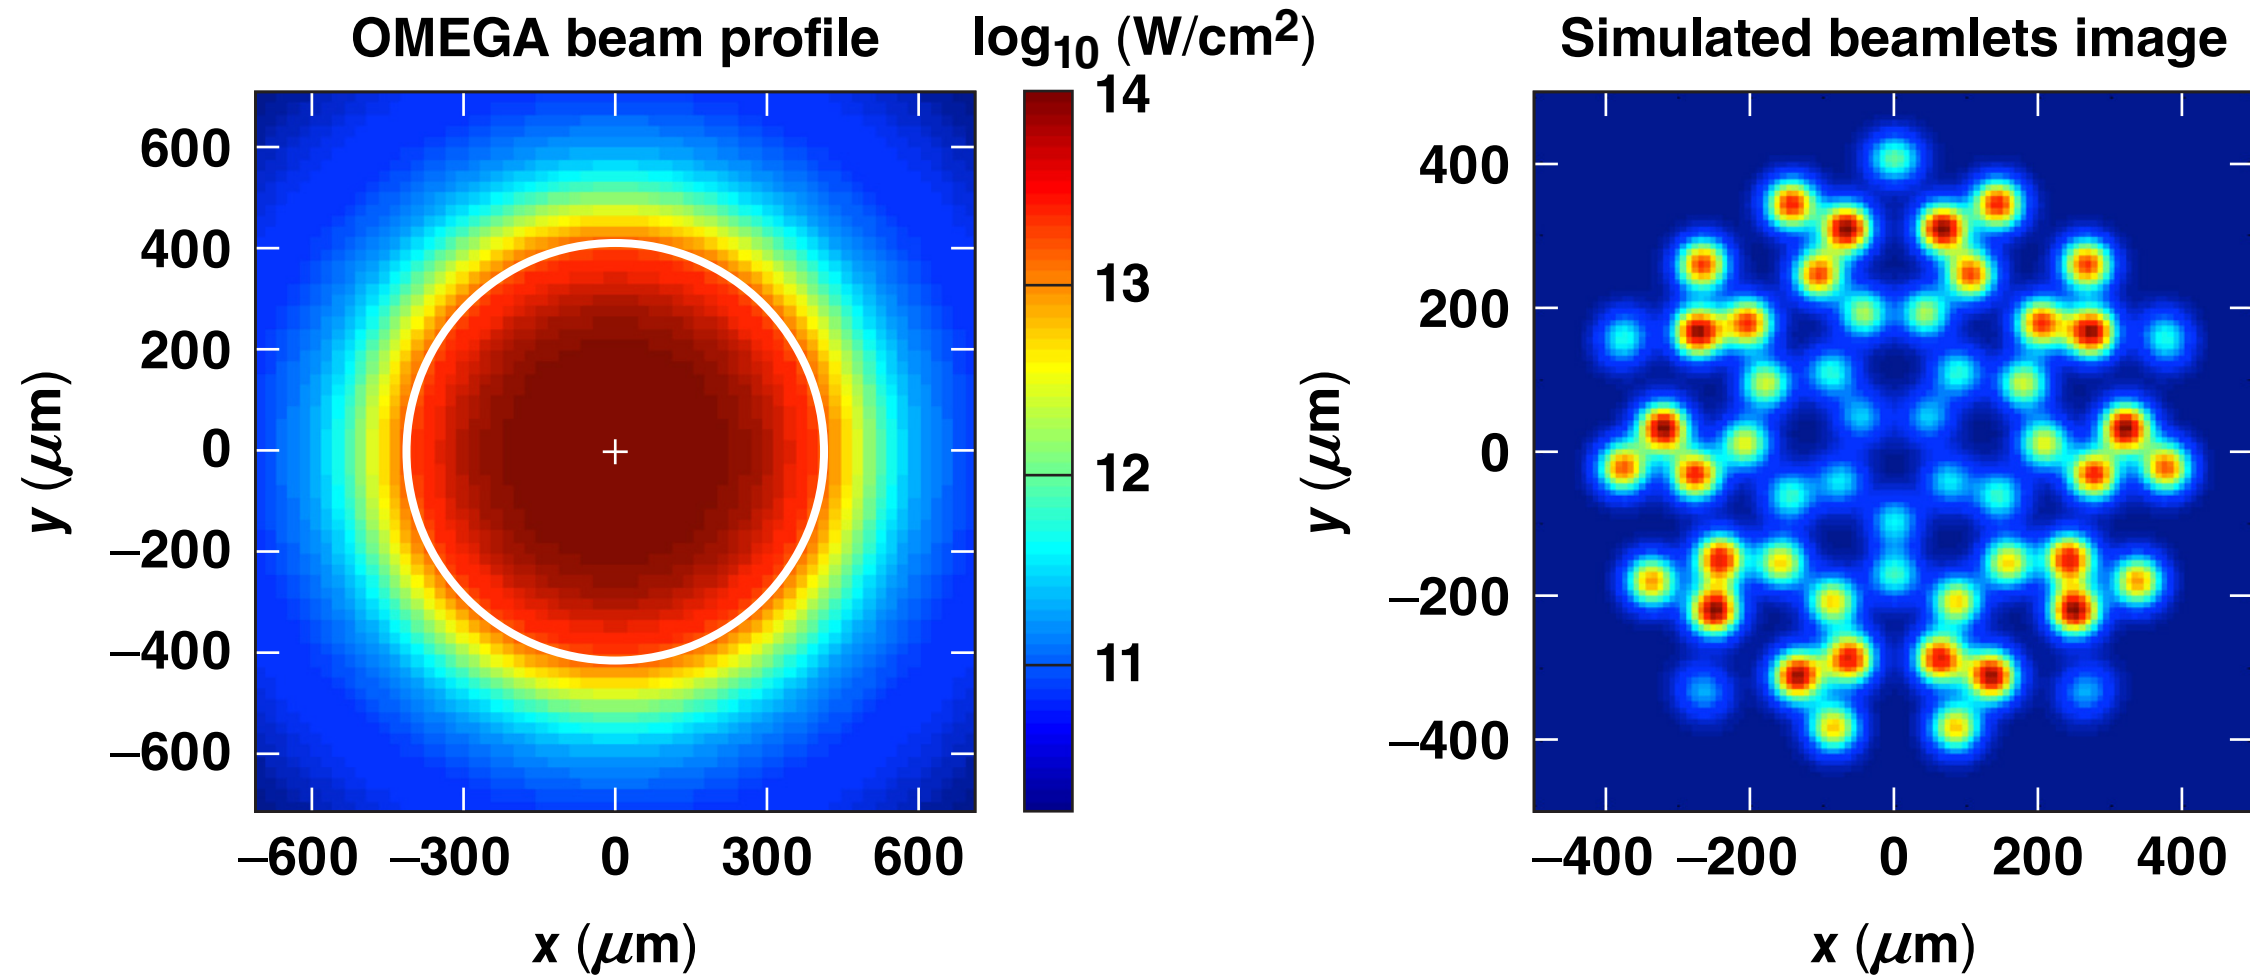 OMEGA beam profile
log10 (W/cm2)
Simulated beamlets image
600
400
200
0
–200
–400
–600
y (μm)
–600 –300 0 300 600
x (μm)
14
13
12
11
400
200
0
–200
–400
y (μm)
–400 –200 0 200 400
x (μm)